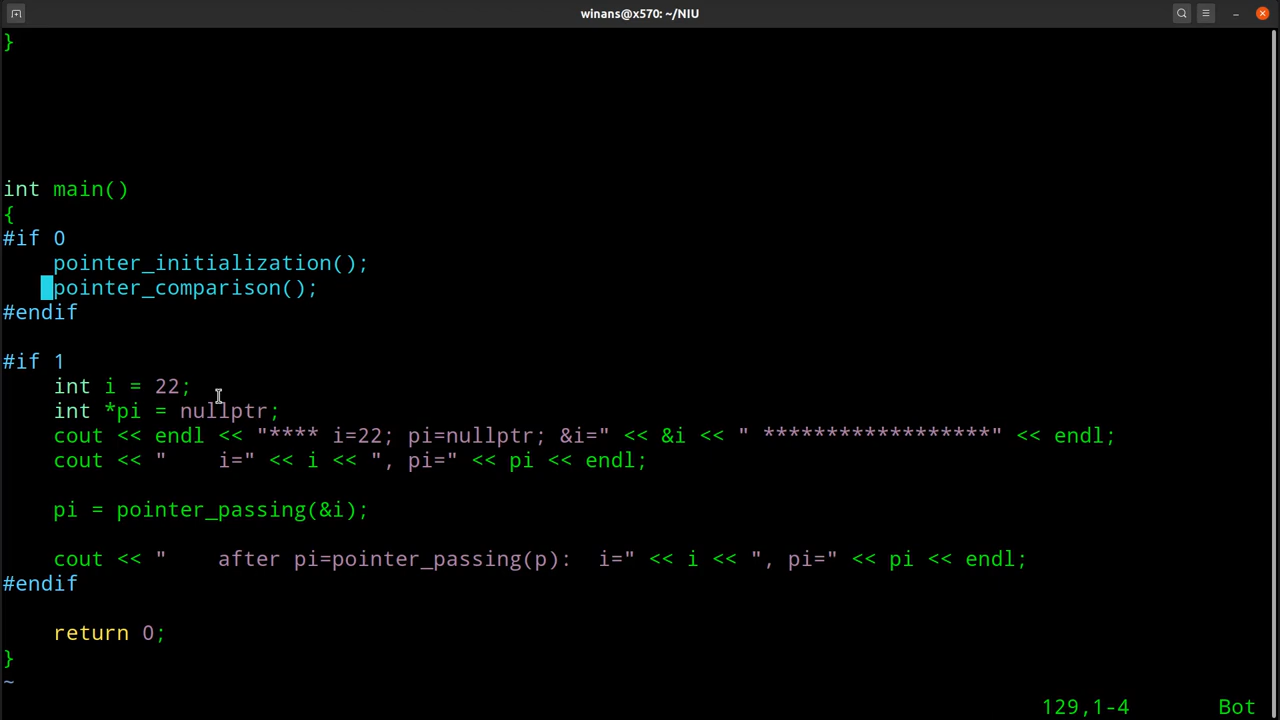 winans@x570: ~/NIU
}
int main()
{
#if 0
    pointer_initialization();
    pointer_comparison();
#endif
#if 1
    int i = 22;
    int *pi = nullptr;
    cout << endl << "**** i=22; pi=nullptr; &i=" << &i << " ******************" << endl;
    cout << "    i=" << i << ", pi=" << pi << endl;
    pi = pointer_passing(&i);
    cout << "    after pi=pointer_passing(p):  i=" << i << ", pi=" << pi << endl;
#endif
    return 0;
}
~
129,1-4 Bot